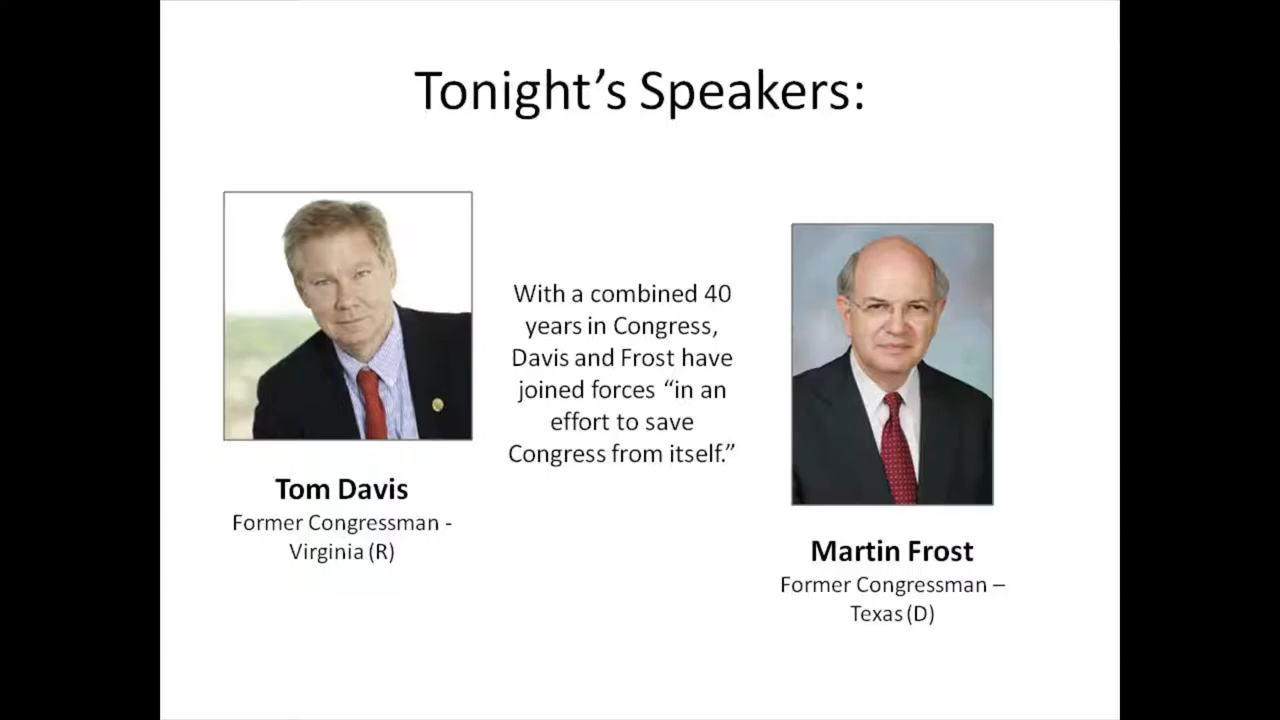 Tonight’s Speakers:
With a combined 40
years in Congress,
Davis and Frost have
joined forces “in an
effort to save
Congress from itself.”
Tom Davis
Former Congressman -
Virginia (R)
Martin Frost
Former Congressman –
Texas (D)